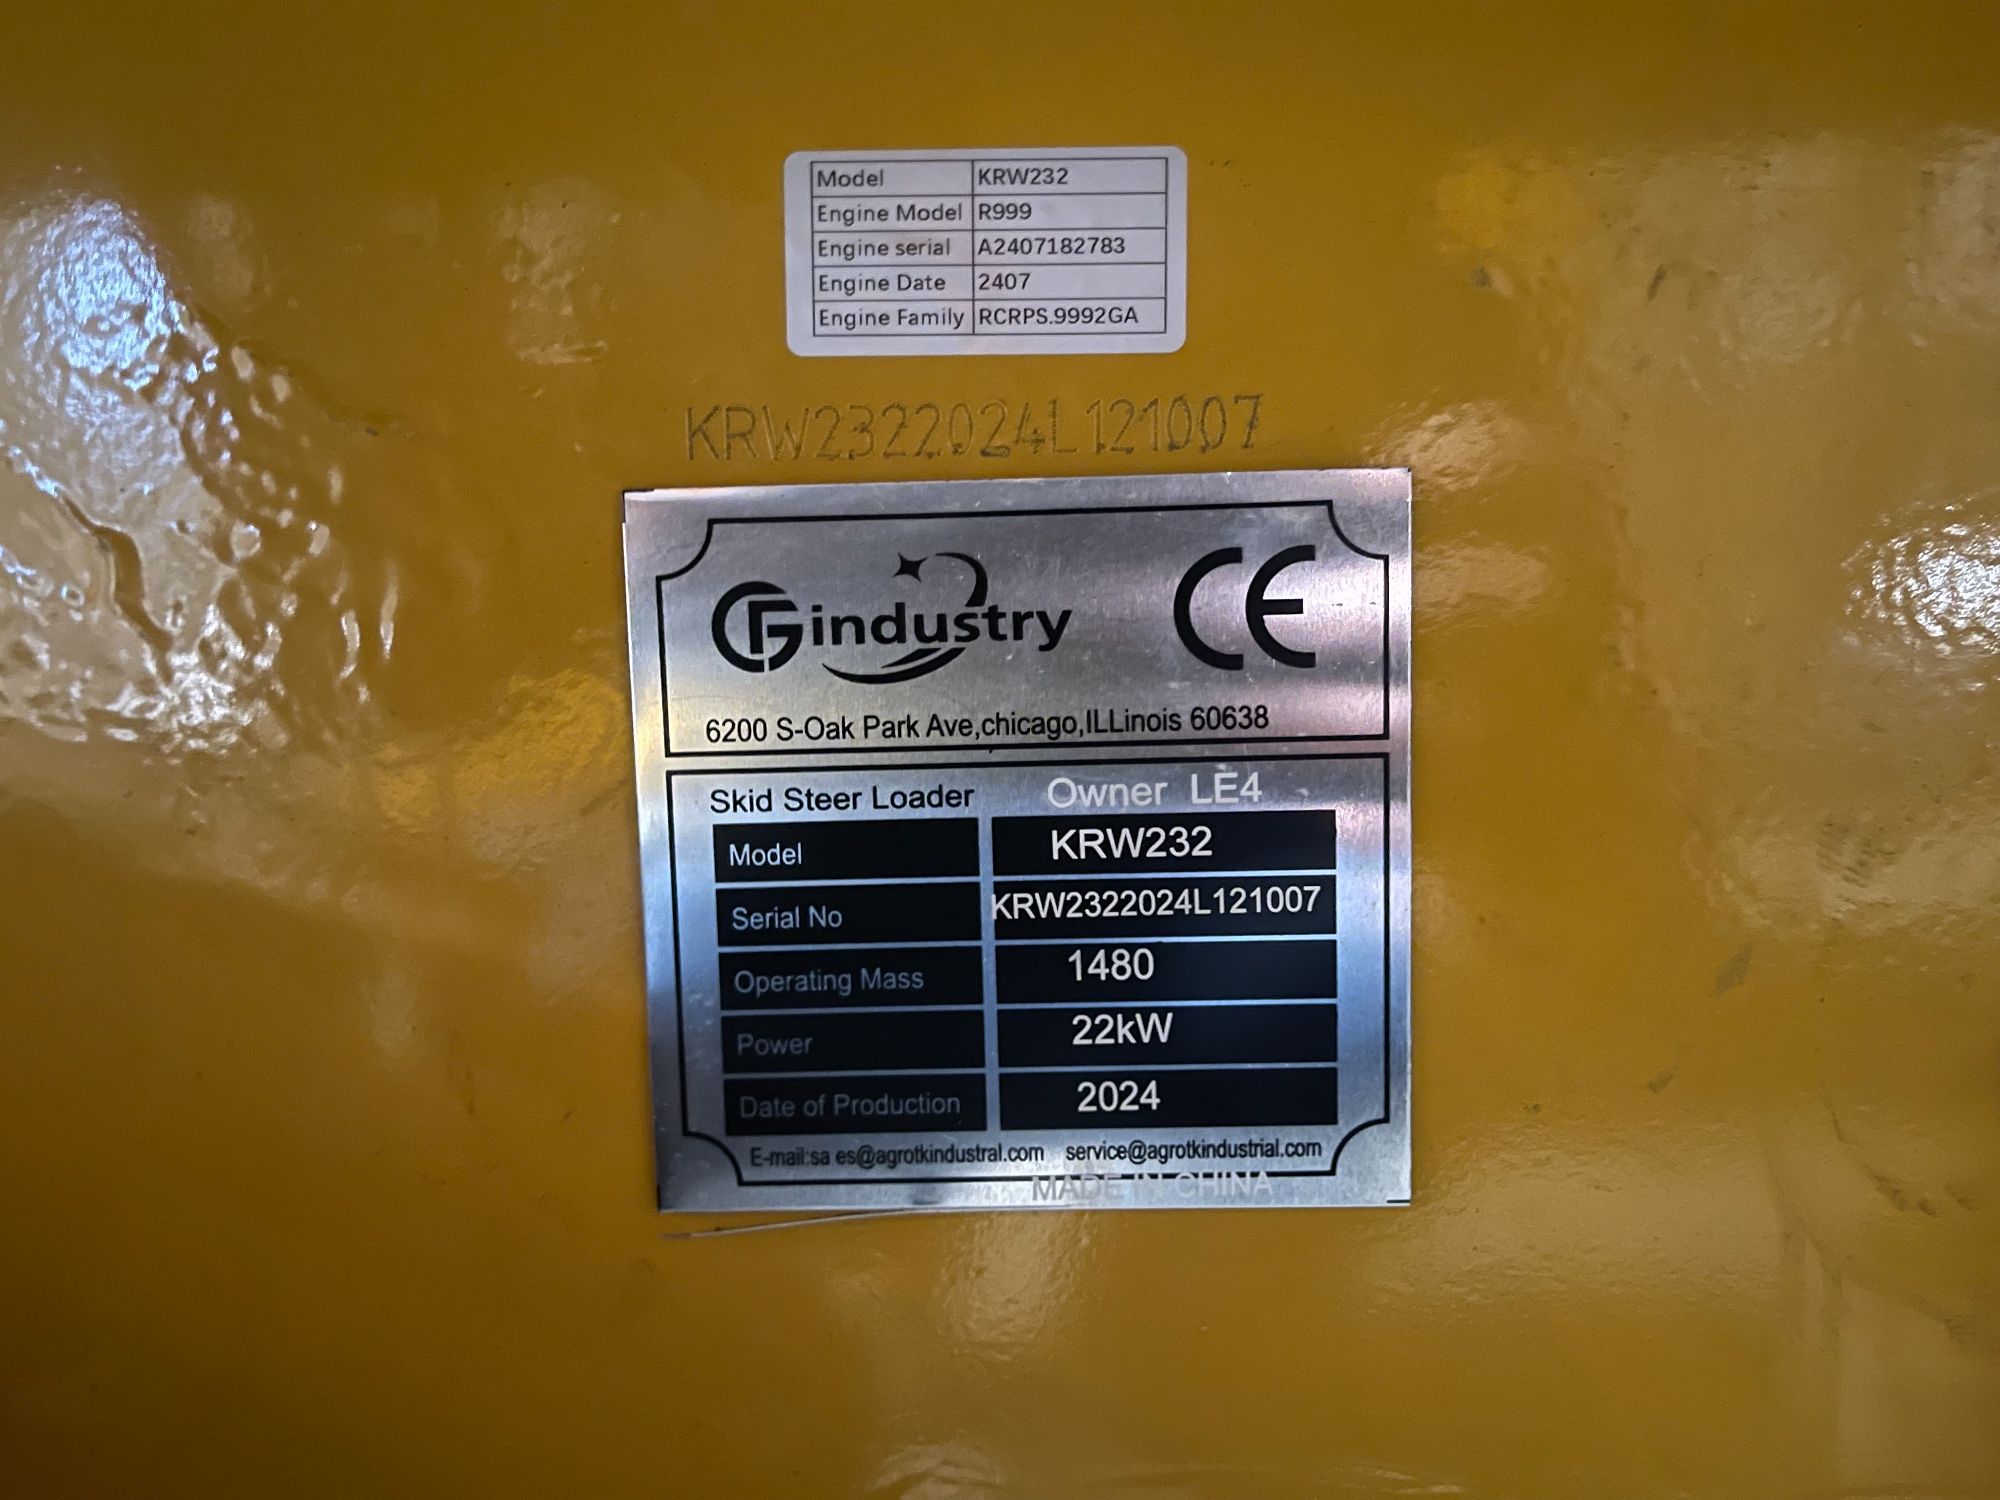 Model KRW232
Engine Model R999
Engine serial A2407182783
Engine Date 2407
Engine Family RCRPS.9992GA
KRW2322024L121007
GFindustry CE
6200 S-Oak Park Ave,chicago,ILLinois 60638
Skid Steer Loader Owner LE4
Model KRW232
Serial No KRW2322024L121007
Operating Mass 1480
Power 22kW
Date of Production 2024
E-mail:sa es@agrotkindustral.com service@agrotkindustrial.com
MADE IN CHINA